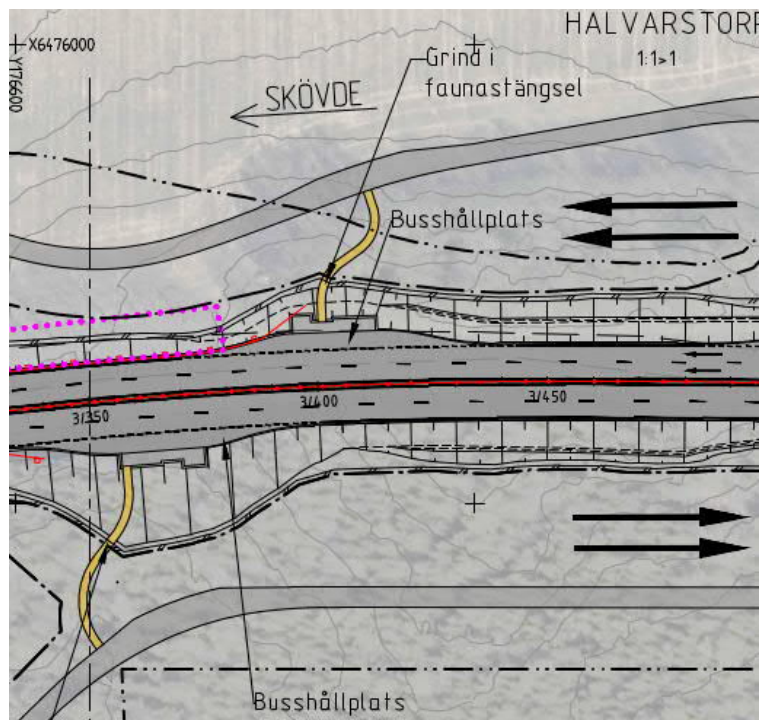 HALVARSTORP
1:1>1
X6476000
Y176600
SKÖVDE
Grind i
faunastängsel
Busshållplats
3/350
3/400
3/450
Busshållplats